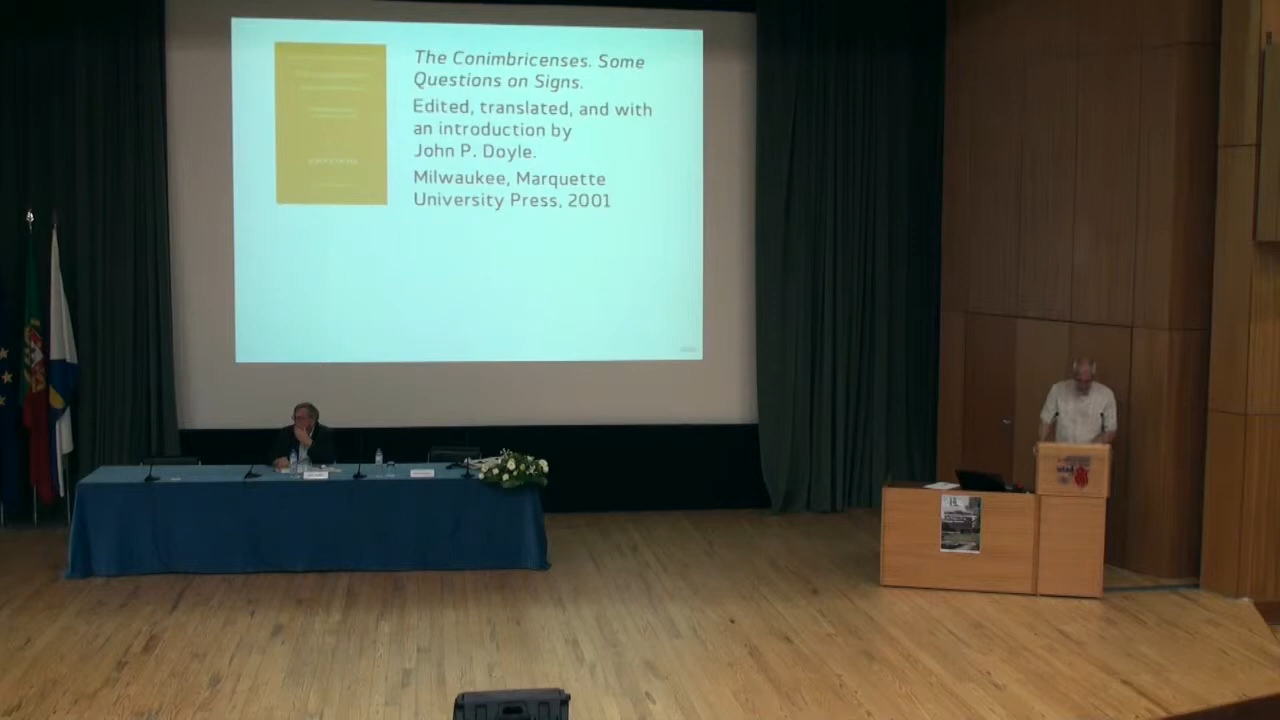 The Conimbricenses. Some
Questions on Signs.
Edited, translated, and with
an introduction by
John P. Doyle.
Milwaukee, Marquette
University Press, 2001
utad